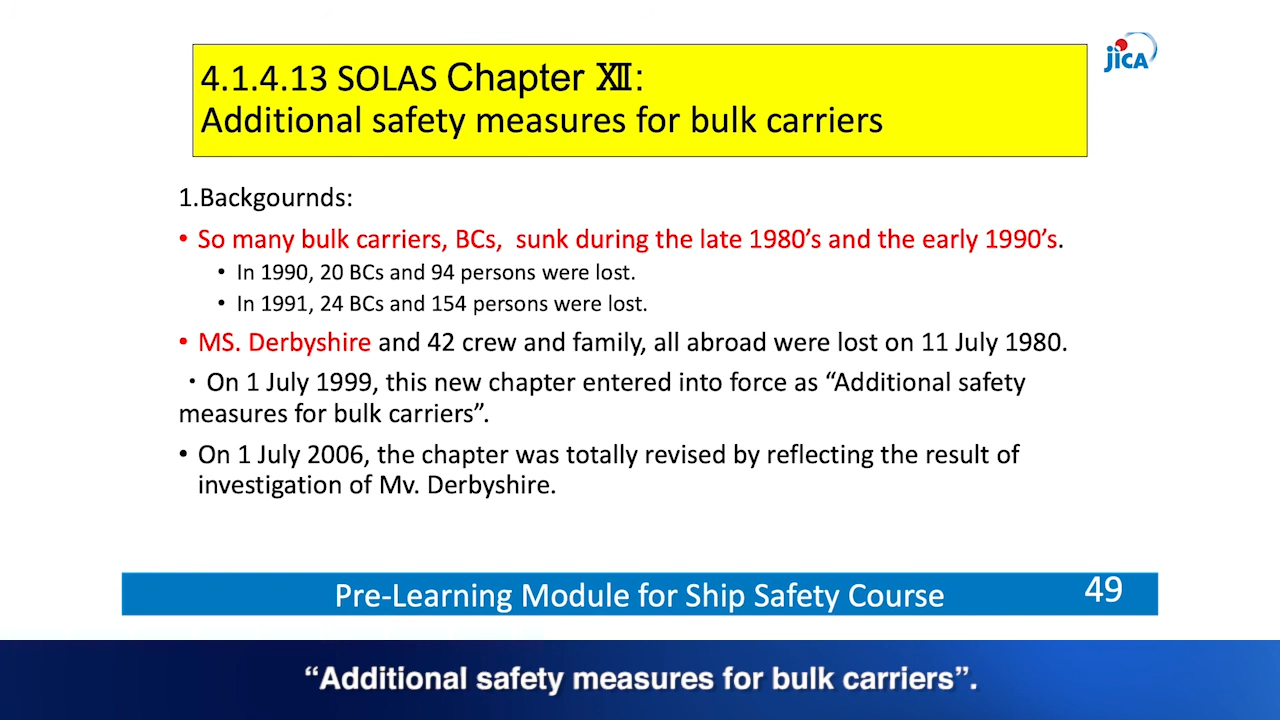 JICA
4.1.4.13 SOLAS Chapter Ⅻ:
Additional safety measures for bulk carriers
1.Backgournds:
• So many bulk carriers, BCs,  sunk during the late 1980’s and the early 1990’s.
• In 1990, 20 BCs and 94 persons were lost.
• In 1991, 24 BCs and 154 persons were lost.
• MS. Derbyshire and 42 crew and family, all abroad were lost on 11 July 1980.
・On 1 July 1999, this new chapter entered into force as “Additional safety
measures for bulk carriers”.
• On 1 July 2006, the chapter was totally revised by reflecting the result of
investigation of Mv. Derbyshire.
Pre-Learning Module for Ship Safety Course
49
“Additional safety measures for bulk carriers”.